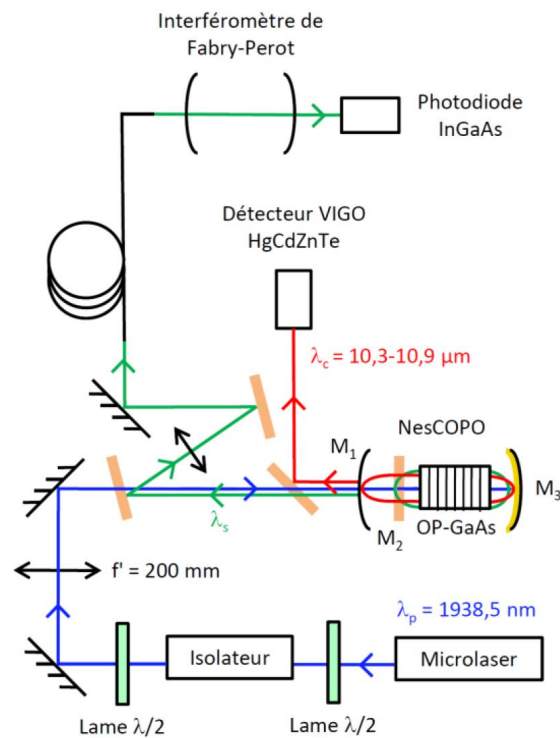 Interféromètre de
Fabry-Perot
Photodiode
InGaAs
Détecteur VIGO
HgCdZnTe
λc = 10,3-10,9 µm
M1
NesCOPO
M3
M2
OP-GaAs
λs
f' = 200 mm
λp = 1938,5 nm
Isolateur
Microlaser
Lame λ/2
Lame λ/2